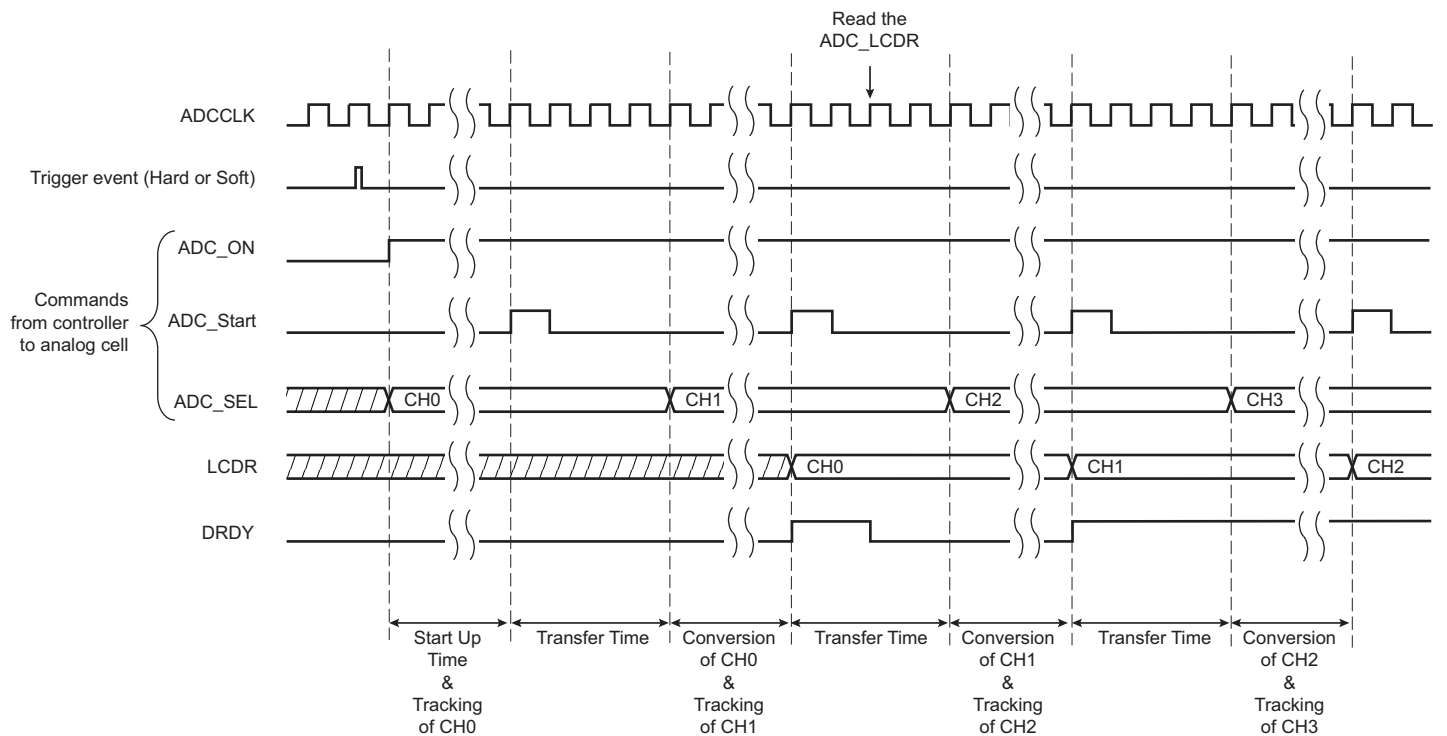 Read the
ADC_LCDR
ADCCLK
Trigger event (Hard or Soft)
ADC_ON
Commands
from controller
to analog cell
ADC_Start
ADC_SEL
CH0
CH1
CH2
CH3
LCDR
CH0
CH1
CH2
DRDY
Start Up
Time
&
Tracking
of CH0
Transfer Time
Conversion
of CH0
&
Tracking
of CH1
Transfer Time
Conversion
of CH1
&
Tracking
of CH2
Transfer Time
Conversion
of CH2
&
Tracking
of CH3